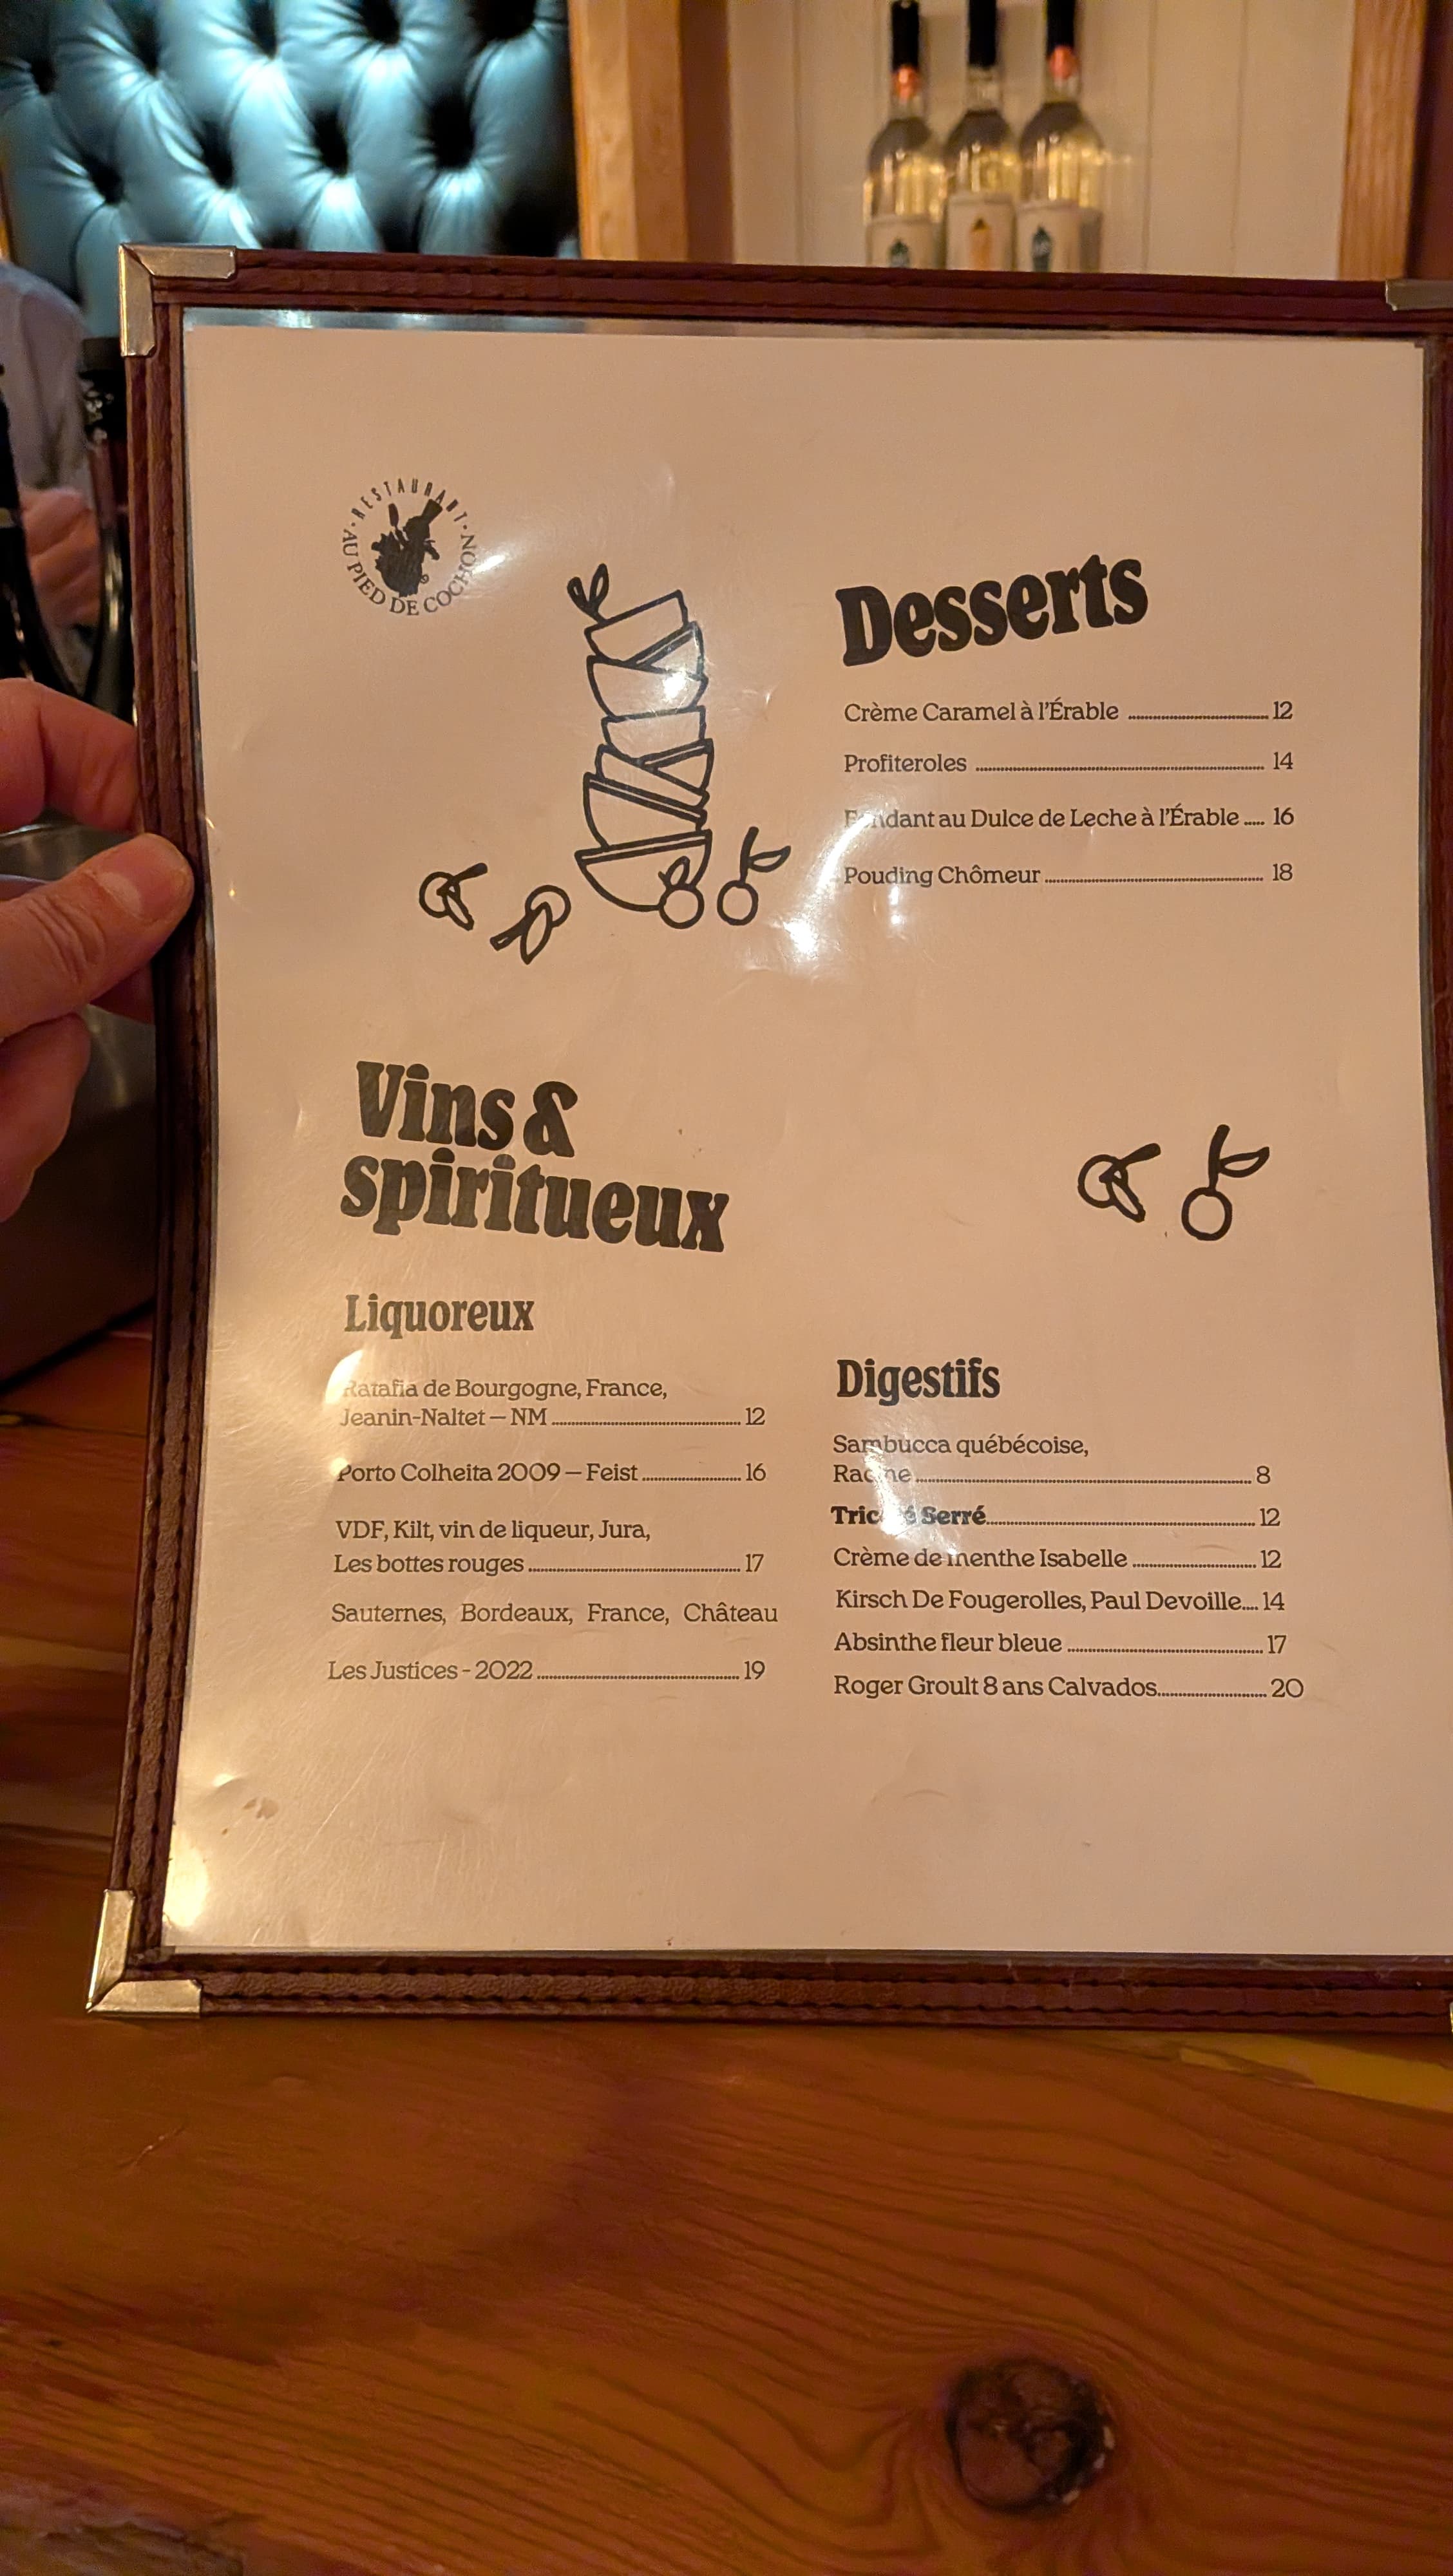 RESTAURANT
AU PIED DE COCHON
Desserts
Crème Caramel à l'Érable 12
Profiteroles 14
Fondant au Dulce de Leche à l'Érable 16
Pouding Chômeur 18
Vins &
spiritueux
Liquoreux
Ratafia de Bourgogne, France,
Jeanin-Naltet – NM 12
Porto Colheita 2009 – Feist 16
VDF, Kilt, vin de liqueur, Jura,
Les bottes rouges 17
Sauternes, Bordeaux, France, Château
Les Justices - 2022 19
Digestifs
Sambucca québécoise,
Racine 8
Serré 12
Crème de menthe Isabelle 12
Kirsch De Fougerolles, Paul Devoille 14
Absinthe fleur bleue 17
Roger Groult 8 ans Calvados 20